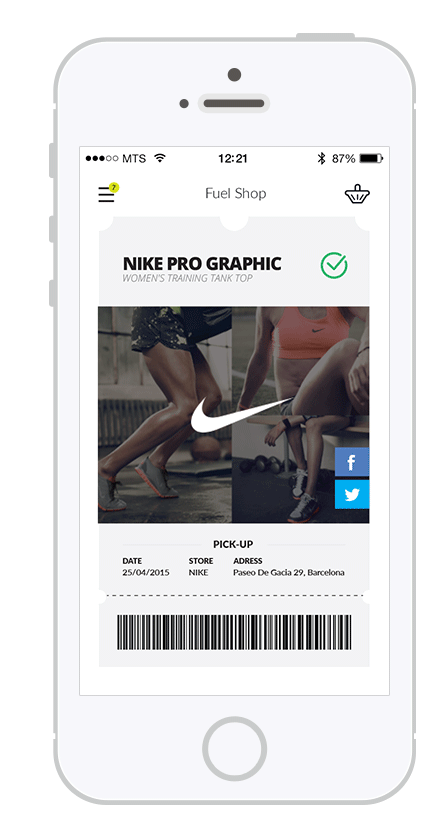 MTS 12:21 87%
7
Fuel Shop
NIKE PRO GRAPHIC
WOMEN'S TRAINING TANK TOP
f
PICK-UP
DATE STORE ADRESS
25/04/2015 NIKE Paseo De Gacia 29, Barcelona